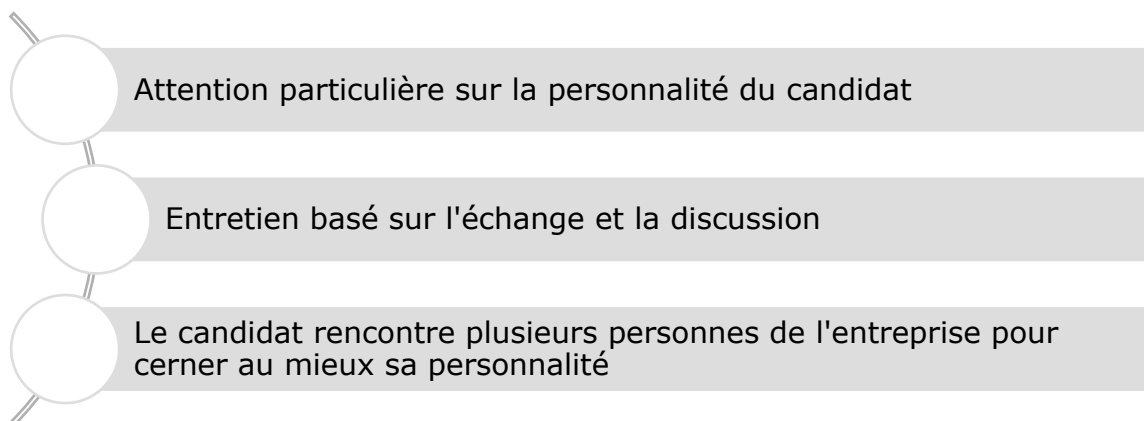 Attention particulière sur la personnalité du candidat
Entretien basé sur l'échange et la discussion
Le candidat rencontre plusieurs personnes de l'entreprise pour
cerner au mieux sa personnalité